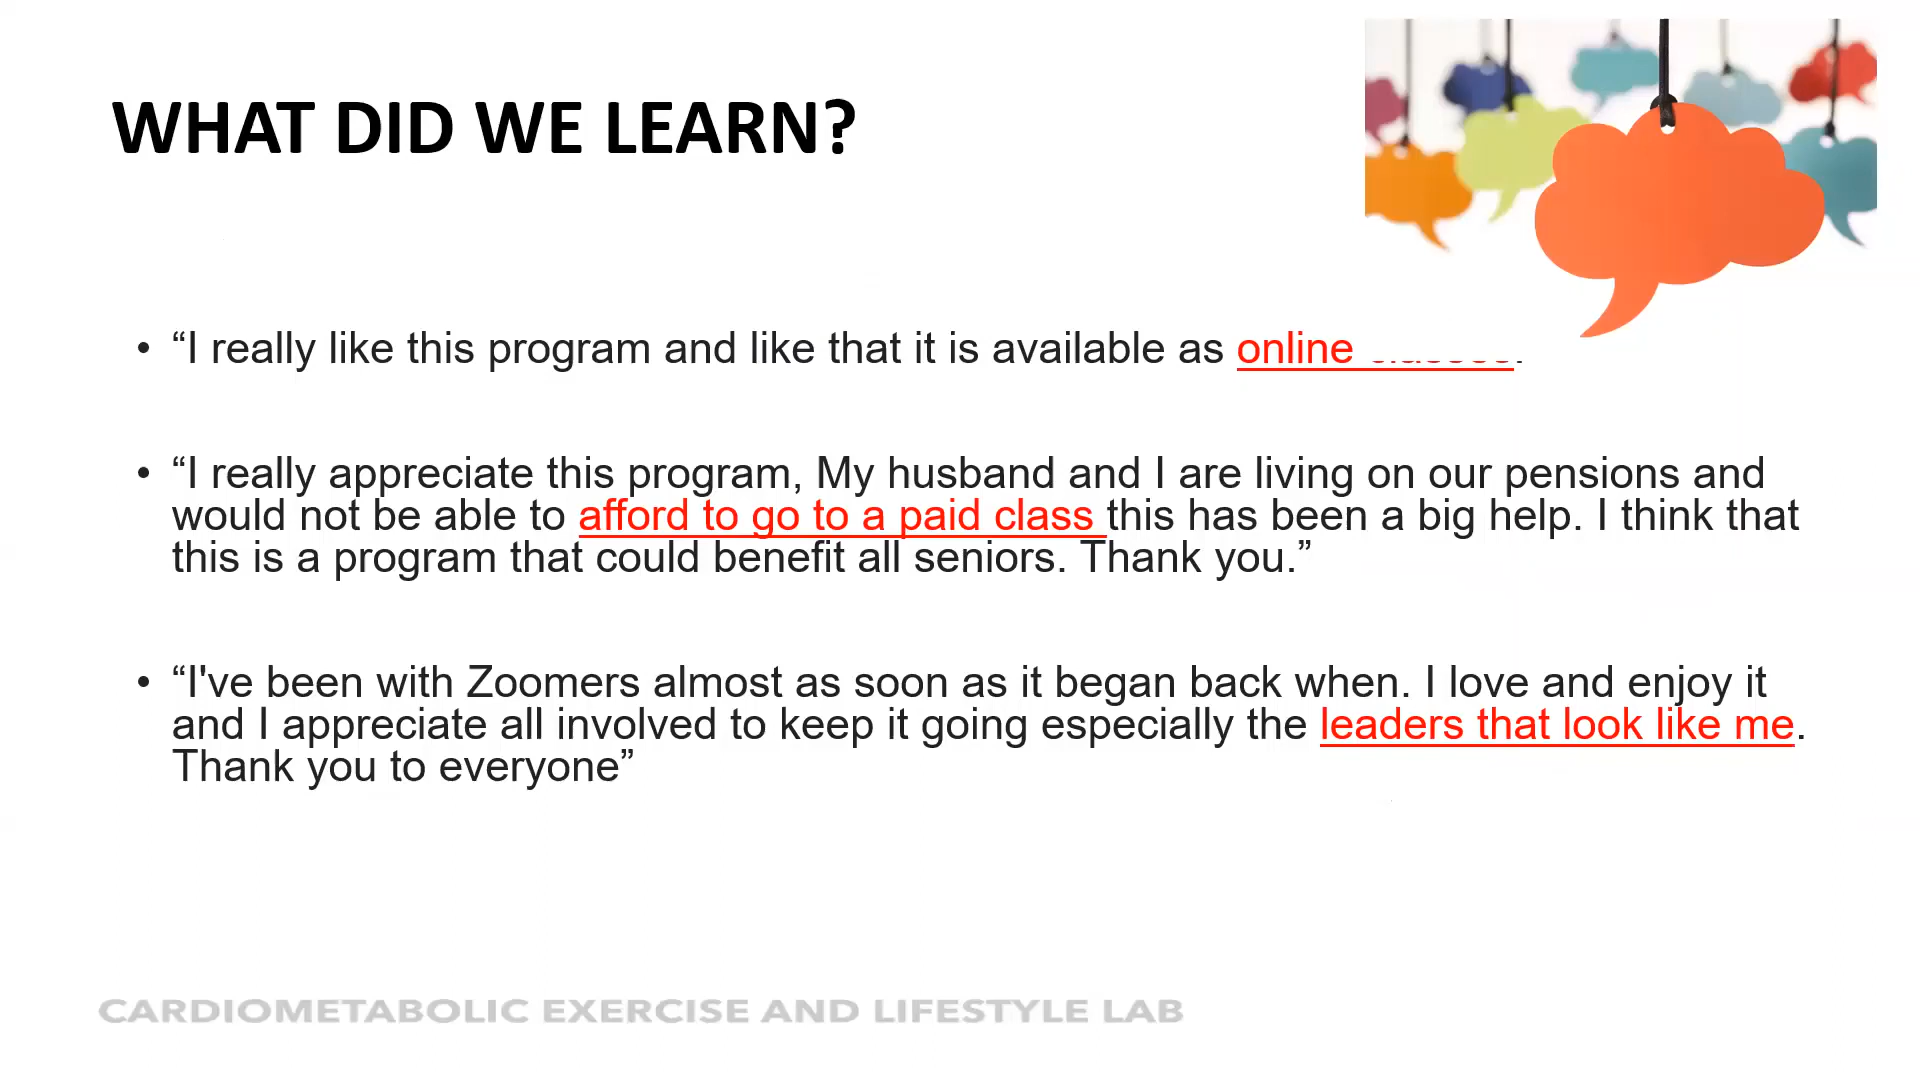 WHAT DID WE LEARN?
• “I really like this program and like that it is available as online
• “I really appreciate this program, My husband and I are living on our pensions and
would not be able to afford to go to a paid class this has been a big help. I think that
this is a program that could benefit all seniors. Thank you.”
• “I've been with Zoomers almost as soon as it began back when. I love and enjoy it
and I appreciate all involved to keep it going especially the leaders that look like me.
Thank you to everyone”
CARDIOMETABOLIC EXERCISE AND LIFESTYLE LAB